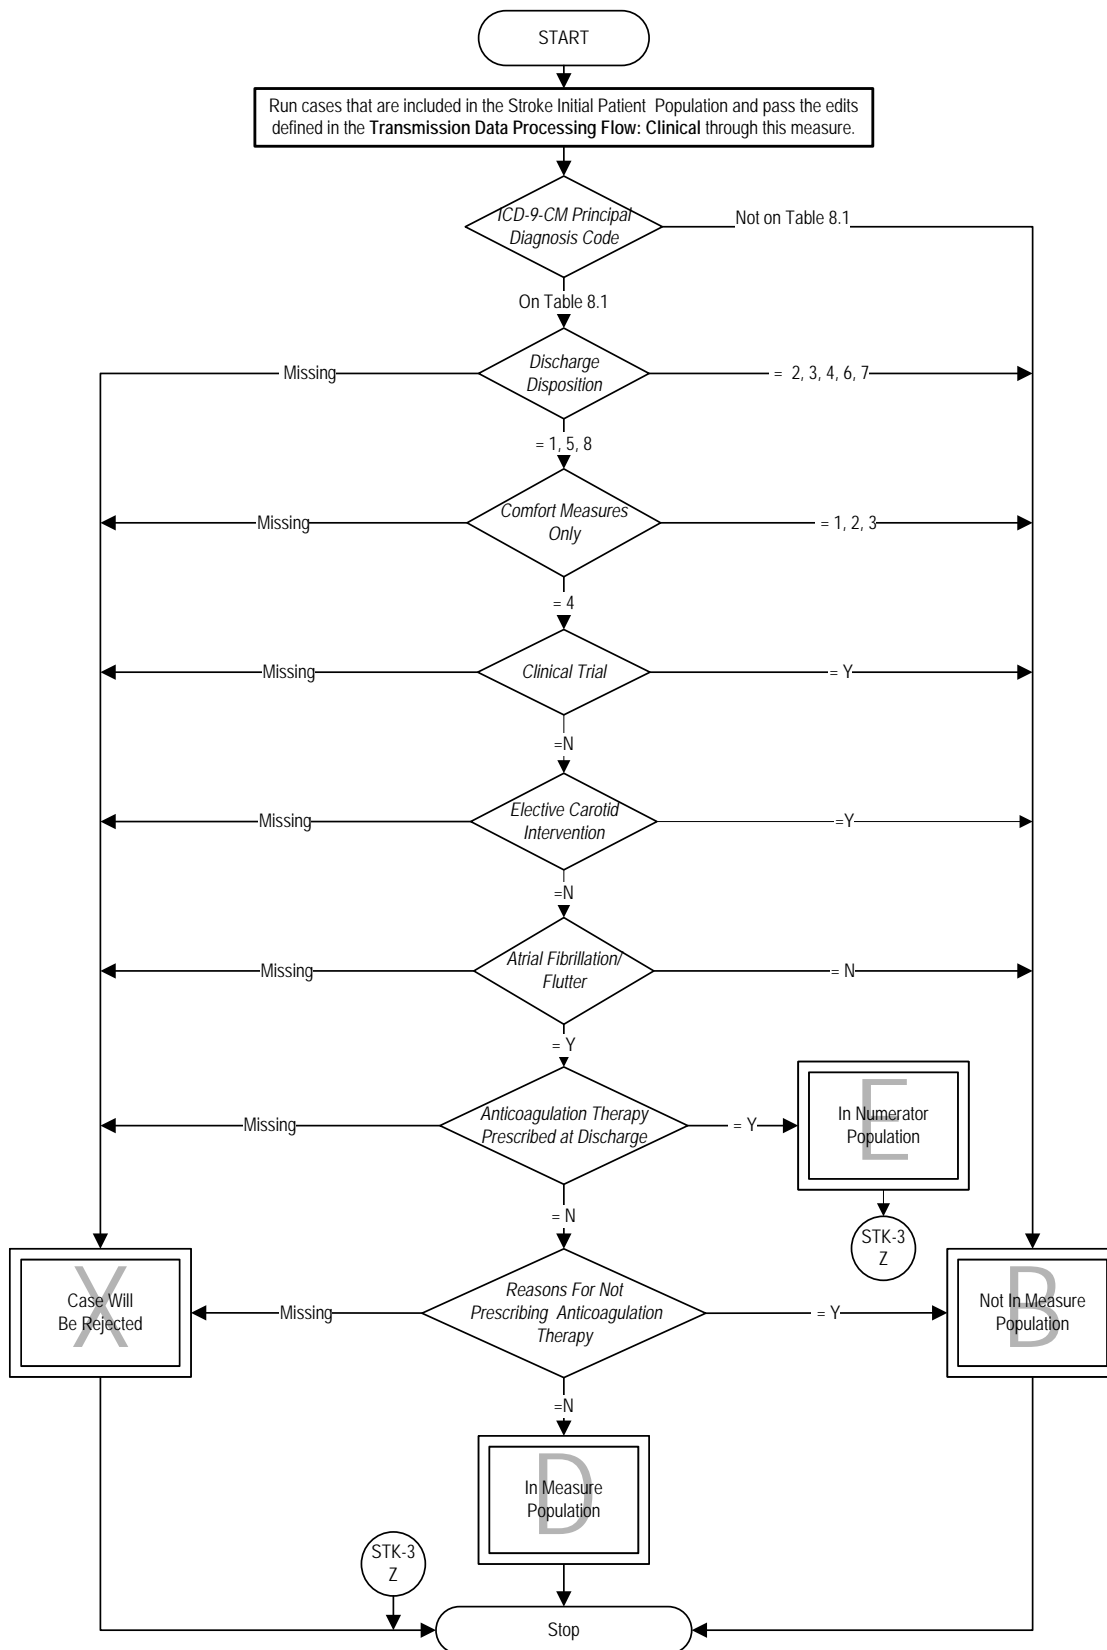 START
Run cases that are included in the Stroke Initial Patient Population and pass the edits
defined in the Transmission Data Processing Flow: Clinical through this measure.
ICD-9-CM Principal
Diagnosis Code
Not on Table 8.1
On Table 8.1
Missing
Discharge
Disposition
= 2, 3, 4, 6, 7
= 1, 5, 8
Missing
Comfort Measures
Only
= 1, 2, 3
= 4
Missing
Clinical Trial
= Y
=N
Missing
Elective Carotid
Intervention
=Y
=N
Missing
Atrial Fibrillation/
Flutter
= N
= Y
Missing
Anticoagulation Therapy
Prescribed at Discharge
= Y
E
In Numerator
Population
= N
STK-3
Z
X
Case Will
Be Rejected
Missing
Reasons For Not
Prescribing Anticoagulation
Therapy
= Y
B
Not In Measure
Population
=N
D
In Measure
Population
STK-3
Z
Stop